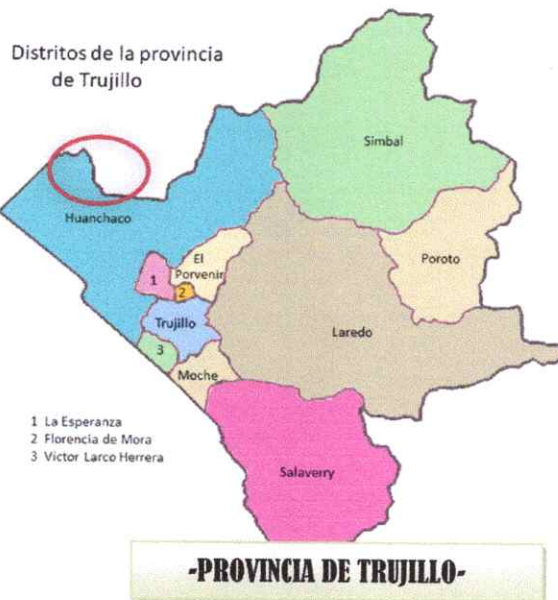 Distritos de la provincia
de Trujillo
Simbal
Huanchaco
El
Porvenir
Poroto
1
2
Trujillo
Laredo
3
Moche
1 La Esperanza
2 Florencia de Mora
3 Victor Larco Herrera
Salaverry
-PROVINCIA DE TRUJILLO-